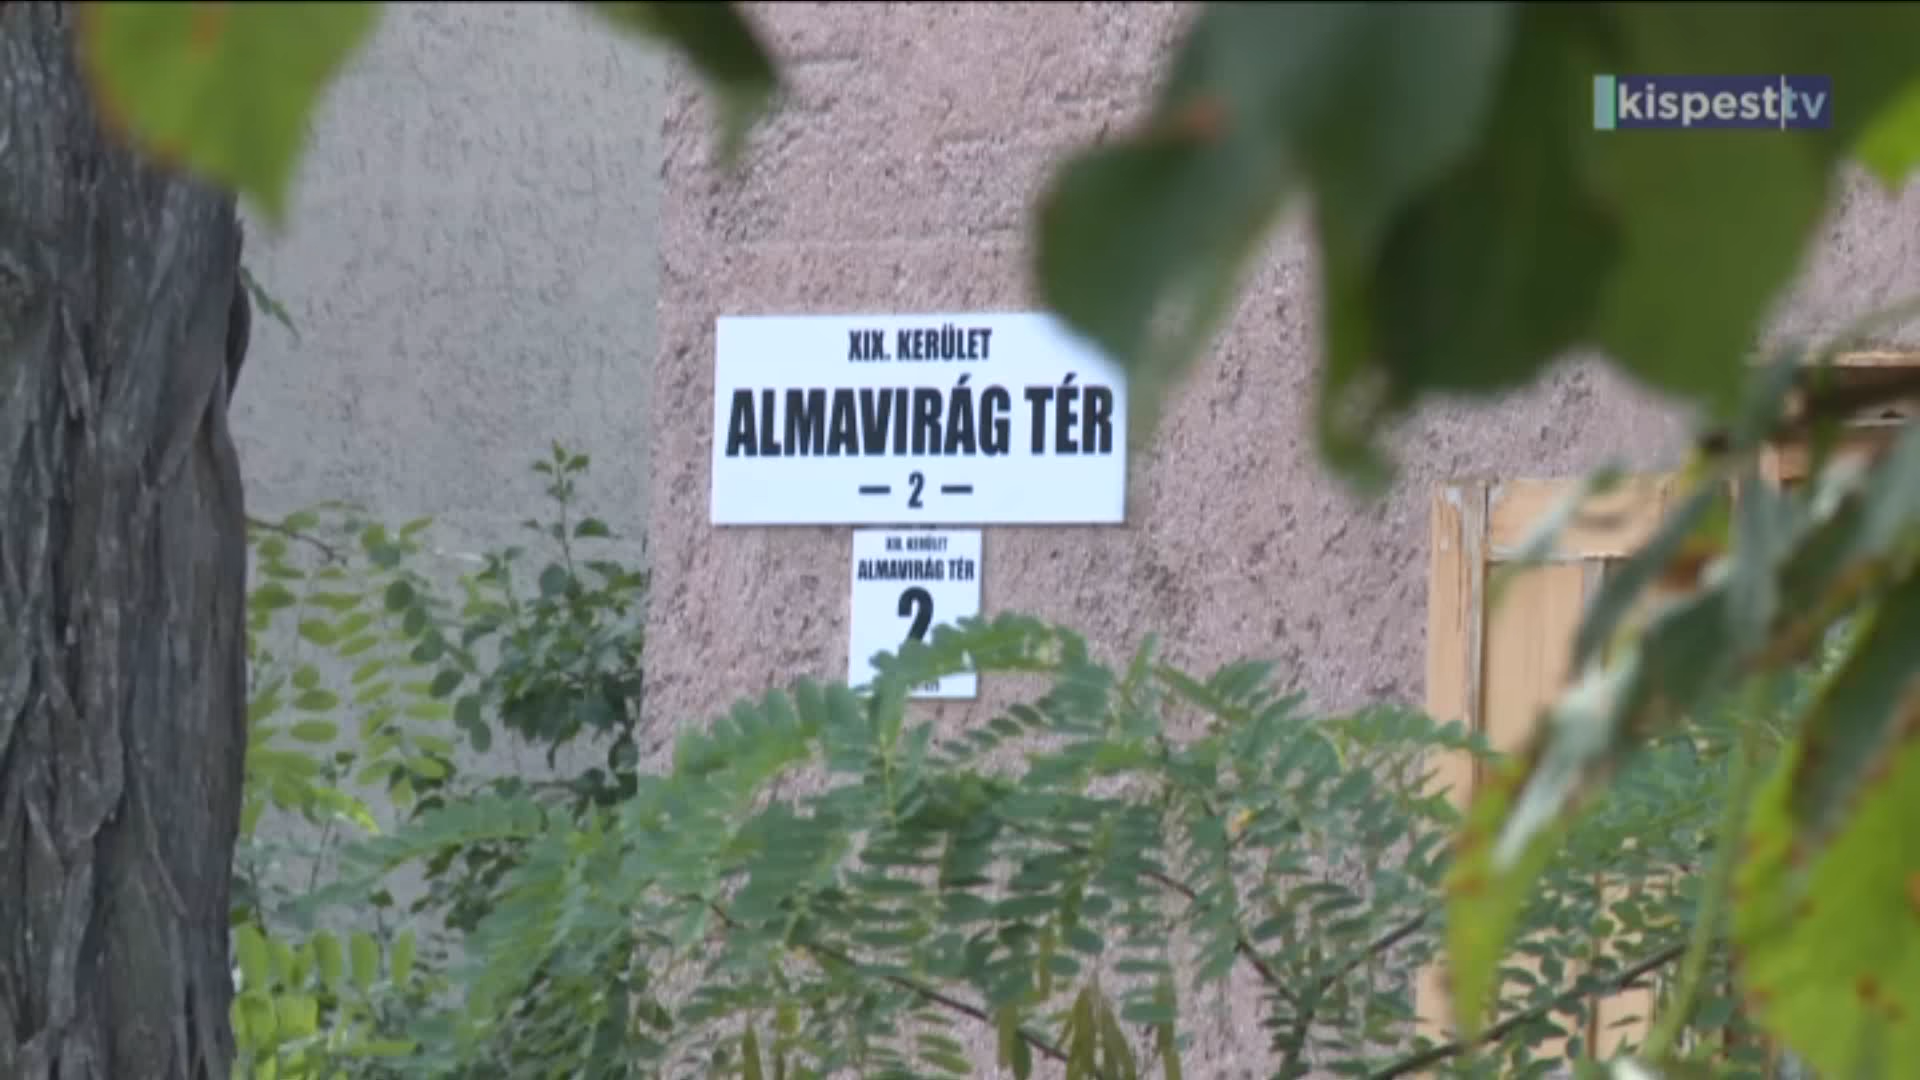 kispest tv
XIX. KERÜLET
ALMAVIRÁG TÉR
— 2 —
XIX. KERÜLET
ALMAVIRÁG TÉR
2